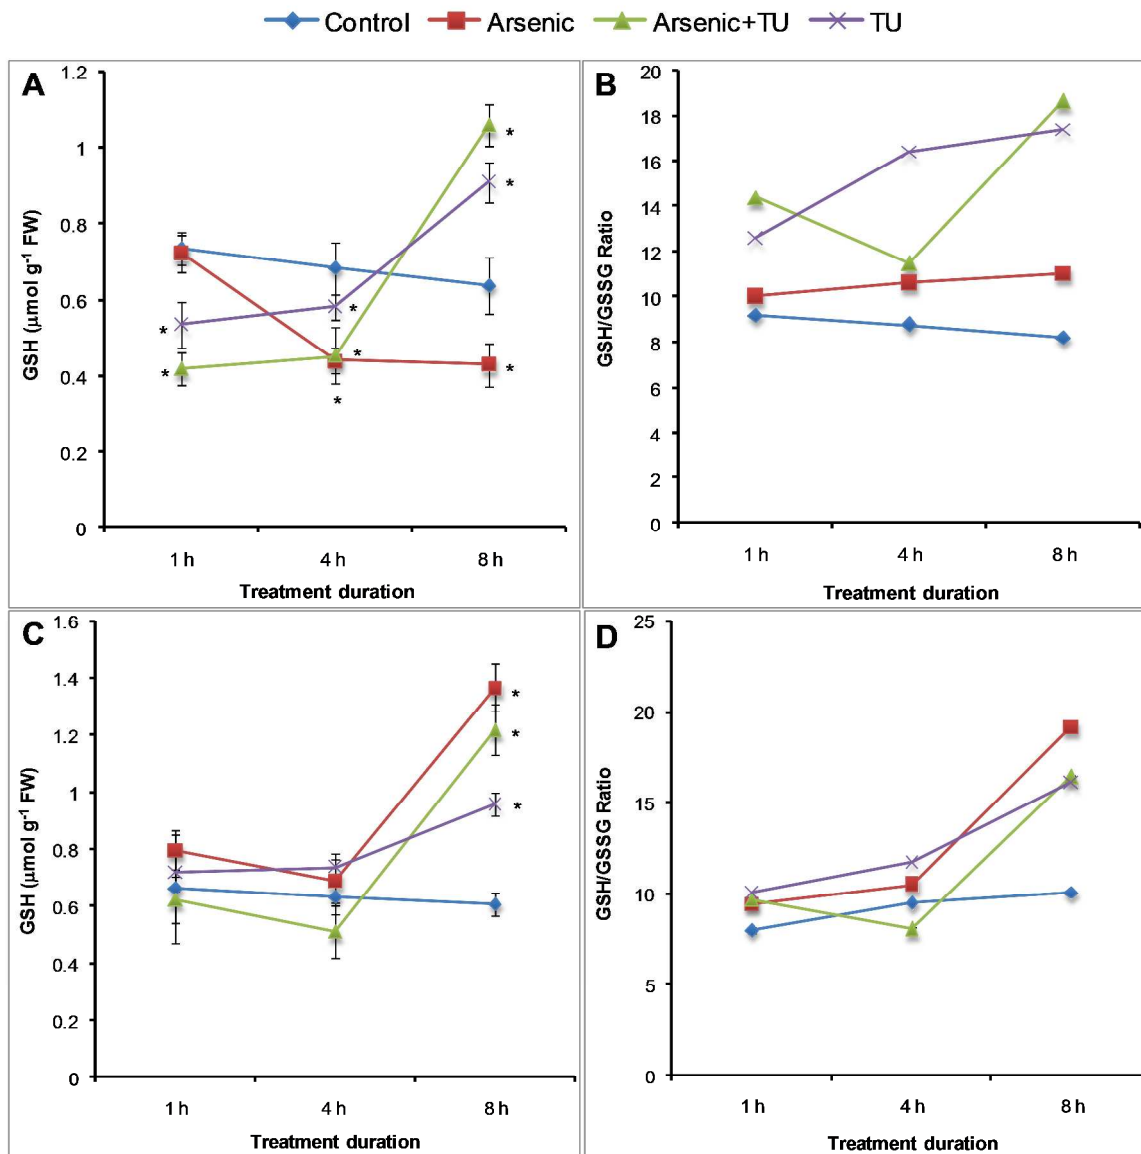 Control Arsenic Arsenic+TU TU
A
1.2
1
0.8
0.6
0.4
0.2
0
GSH (µmol g⁻¹ FW)
* * * * * * * *
1 h 4 h 8 h
Treatment duration
B
20
18
16
14
12
10
8
6
4
2
0
GSH/GSSG Ratio
1 h 4 h 8 h
Treatment duration
C
1.6
1.4
1.2
1
0.8
0.6
0.4
0.2
0
GSH (µmol g⁻¹ FW)
* * *
1 h 4 h 8 h
Treatment duration
D
25
20
15
10
5
0
GSH/GSSG Ratio
1 h 4 h 8 h
Treatment duration